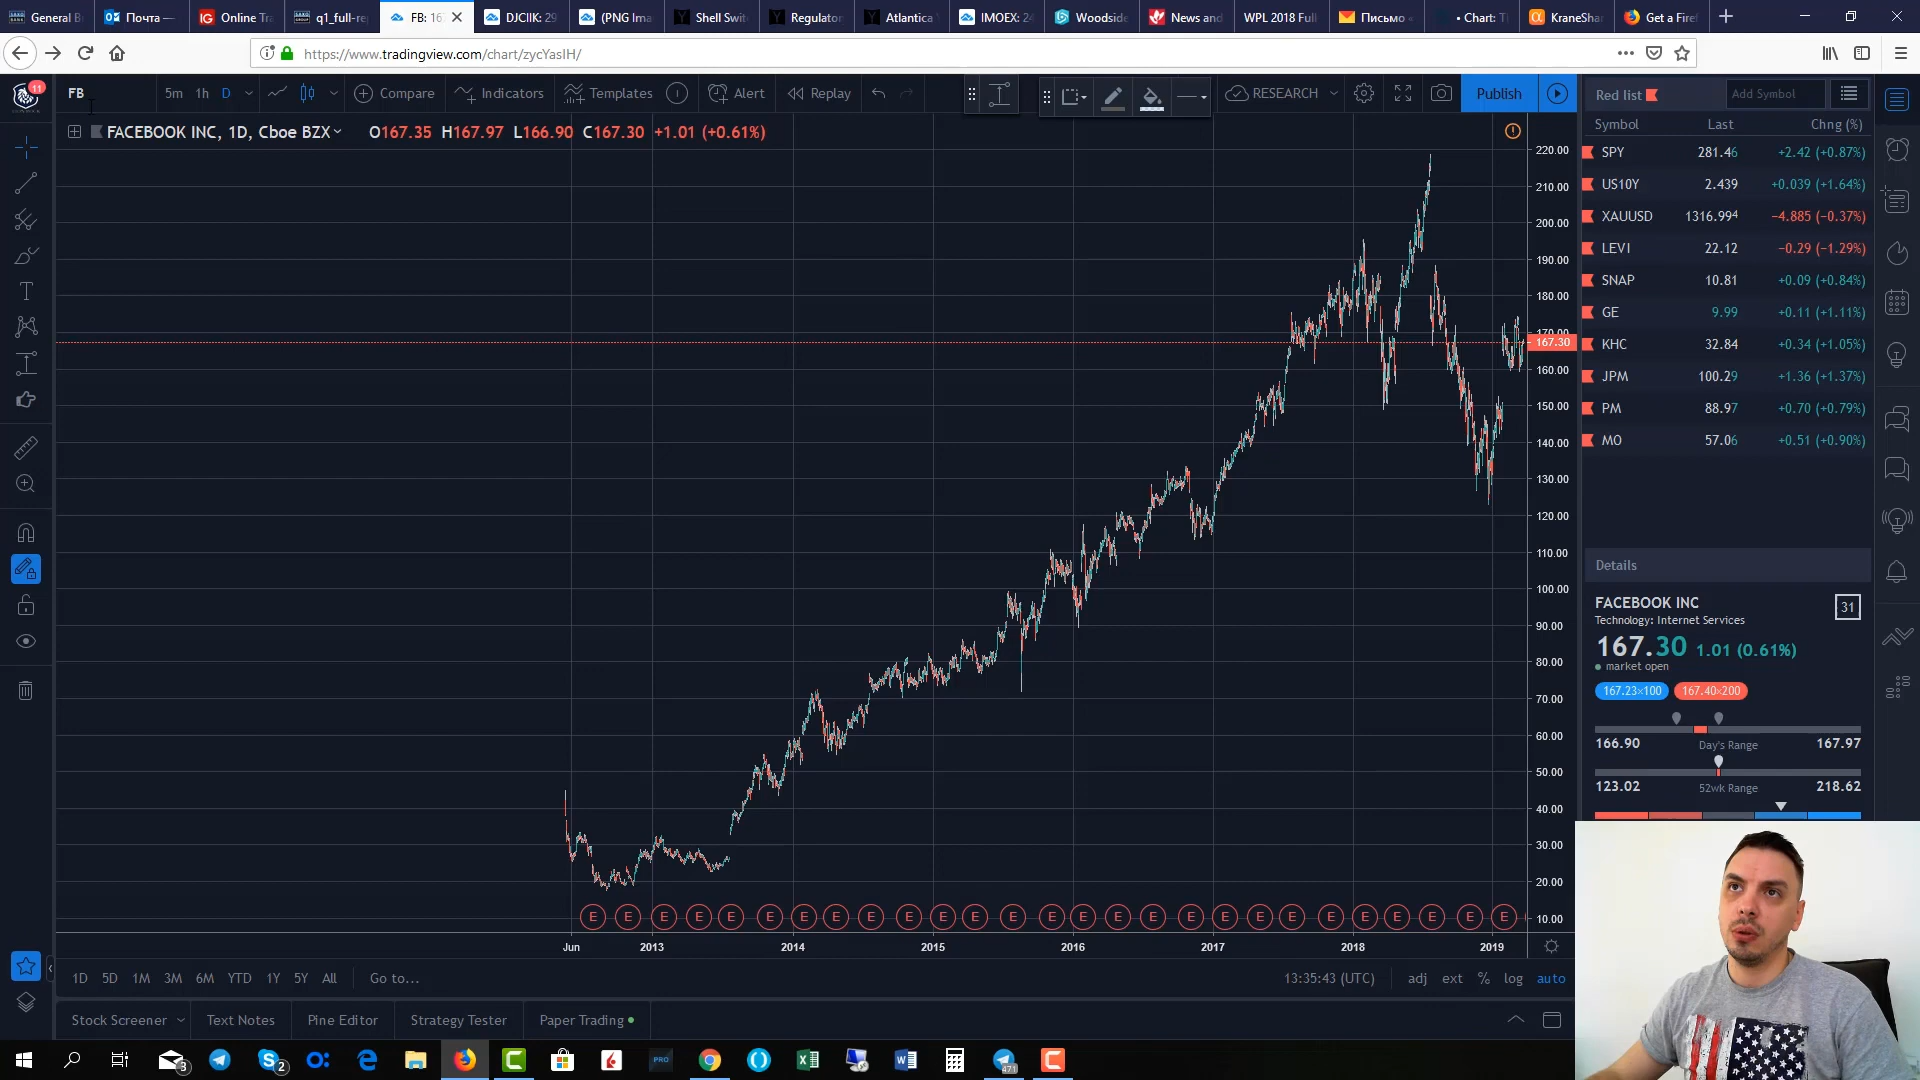 General B
Почта —
Online Tra
q1_full-re
FB: 16
DJCIIK: 29
(PNG Ima
Shell Swit
Regulator
Atlantica
IMOEX: 24
Woodside
News and
WPL 2018 Full
Письмо «
• Chart: T
KraneSha
Get a Firef
https://www.tradingview.com/chart/zycYasIH/
11
FB
5m 1h D
Compare
Indicators
Templates
Alert
Replay
RESEARCH
Publish
FACEBOOK INC, 1D, Cboe BZX O167.35 H167.97 L166.90 C167.30 +1.01 (+0.61%)
220.00
210.00
200.00
190.00
180.00
170.00
167.30
160.00
150.00
140.00
130.00
120.00
110.00
100.00
90.00
80.00
70.00
60.00
50.00
40.00
30.00
20.00
10.00
E E E E E E E E E E E E E E E E E E E E E E E E E E E
Jun 2013 2014 2015 2016 2017 2018 2019
1D 5D 1M 3M 6M YTD 1Y 5Y All Go to...
13:35:43 (UTC) adj ext % log auto
Stock Screener Text Notes Pine Editor Strategy Tester Paper Trading
Red list Add Symbol
Symbol Last Chng (%)
SPY 281.46 +2.42 (+0.87%)
US10Y 2.439 +0.039 (+1.64%)
XAUUSD 1316.994 −4.885 (−0.37%)
LEVI 22.12 −0.29 (−1.29%)
SNAP 10.81 +0.09 (+0.84%)
GE 9.99 +0.11 (+1.11%)
KHC 32.84 +0.34 (+1.05%)
JPM 100.29 +1.36 (+1.37%)
PM 88.97 +0.70 (+0.79%)
MO 57.06 +0.51 (+0.90%)
Details
FACEBOOK INC
31
Technology: Internet Services
167.30 1.01 (0.61%)
market open
167.23×100 167.40×200
166.90 Day's Range 167.97
123.02 52wk Range 218.62
3
2
PRO
471